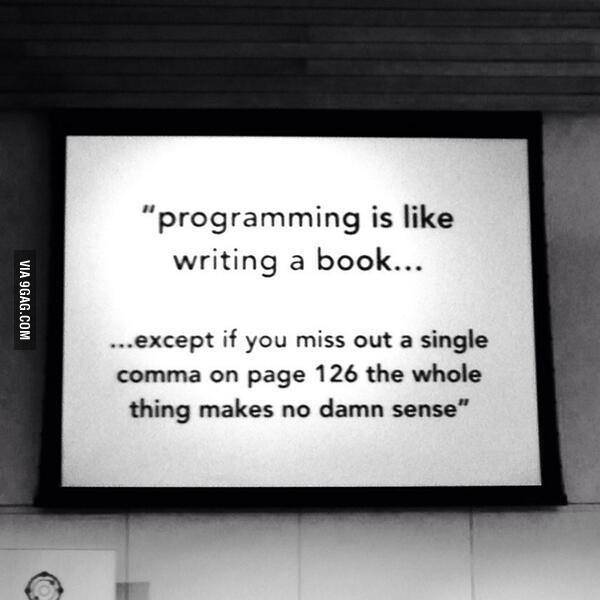 “programming is like
writing a book...
...except if you miss out a single
comma on page 126 the whole
thing makes no damn sense”
VIA 9GAG.COM